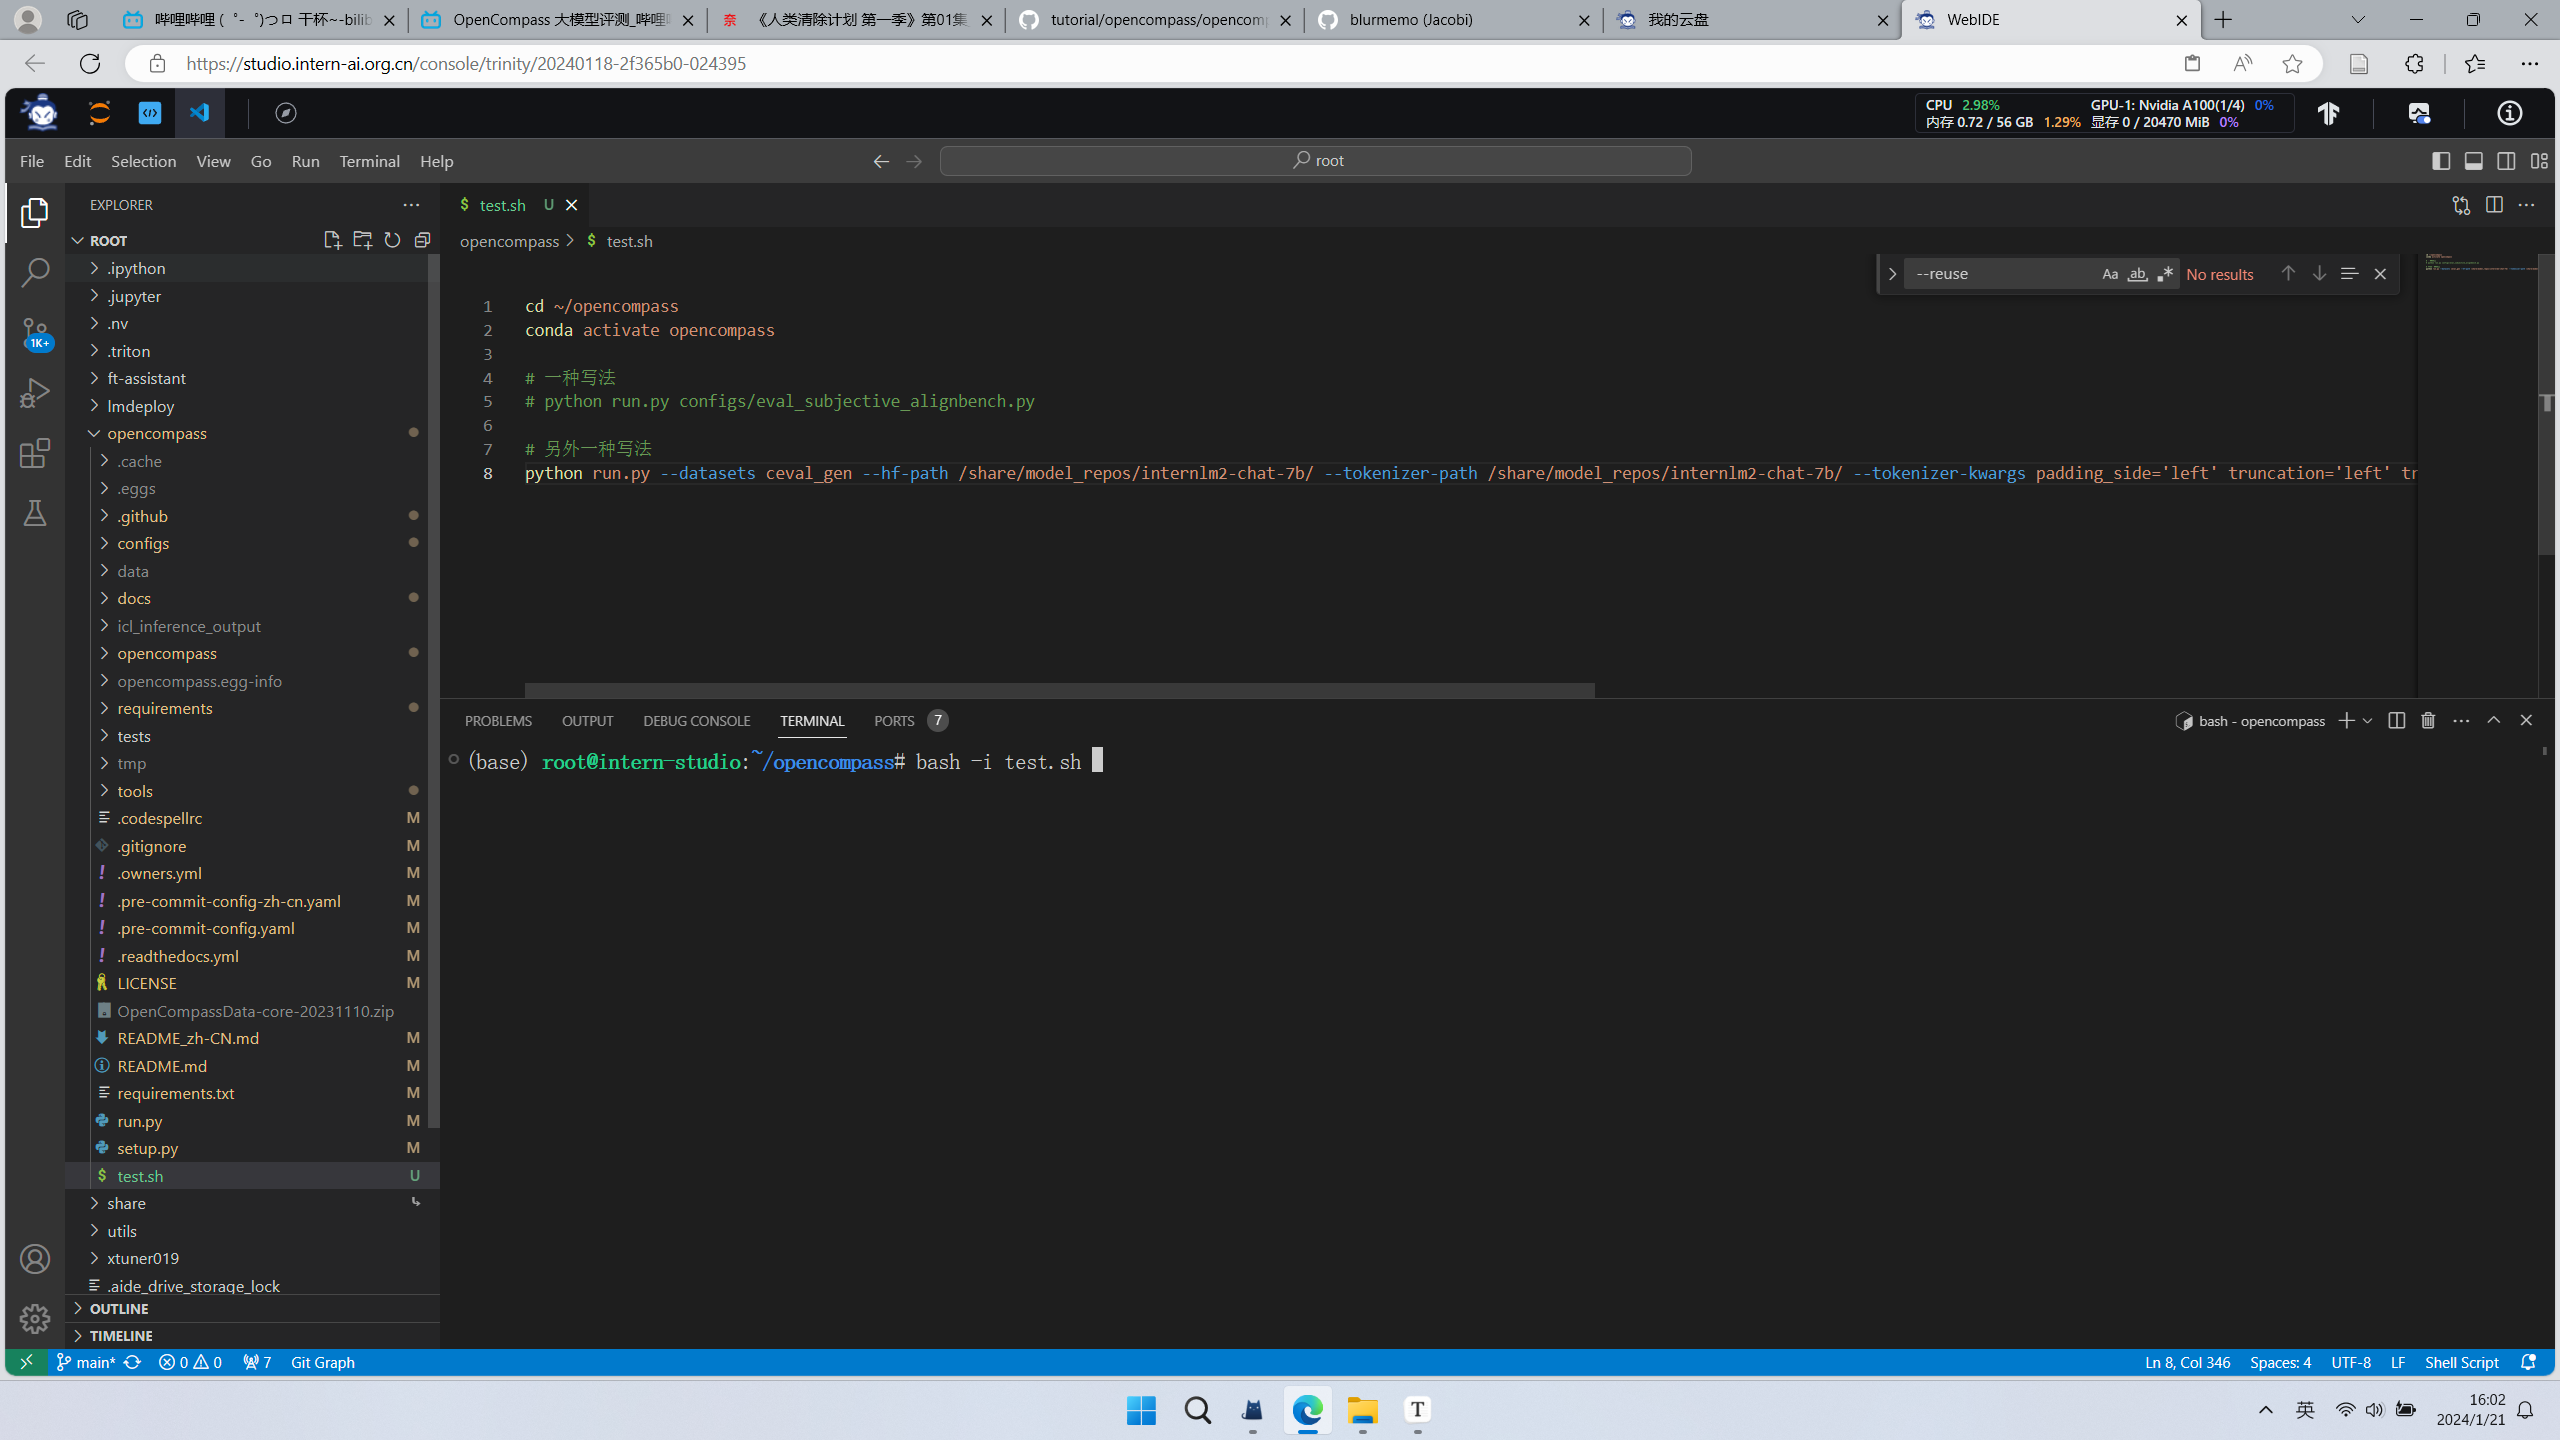 哔哩哔哩 (゜-゜)つロ 干杯~-bilib
OpenCompass 大模型评测_哔哩哔
《人类清除计划 第一季》第01集_
tutorial/opencompass/opencomp
blurmemo (Jacobi)
我的云盘
WebIDE
https://studio.intern-ai.org.cn/console/trinity/20240118-2f365b0-024395
CPU 2.98% GPU-1: Nvidia A100(1/4) 0%
内存 0.72 / 56 GB 1.29% 显存 0 / 20470 MiB 0%
File Edit Selection View Go Run Terminal Help
root
EXPLORER
ROOT
.ipython
.jupyter
.nv
.triton
ft-assistant
lmdeploy
opencompass
.cache
.eggs
.github
configs
data
docs
icl_inference_output
opencompass
opencompass.egg-info
requirements
tests
tmp
tools
.codespellrc M
.gitignore M
.owners.yml M
.pre-commit-config-zh-cn.yaml M
.pre-commit-config.yaml M
.readthedocs.yml M
LICENSE M
OpenCompassData-core-20231110.zip
README_zh-CN.md M
README.md M
requirements.txt M
run.py M
setup.py M
$ test.sh U
share
utils
xtuner019
.aide_drive_storage_lock
OUTLINE
TIMELINE
1K+
$ test.sh U
opencompass > $ test.sh
--reuse Aa ab .* No results
1 cd ~/opencompass
2 conda activate opencompass
3
4 # 一种写法
5 # python run.py configs/eval_subjective_alignbench.py
6
7 # 另外一种写法
8 python run.py --datasets ceval_gen --hf-path /share/model_repos/internlm2-chat-7b/ --tokenizer-path /share/model_repos/internlm2-chat-7b/ --tokenizer-kwargs padding_side='left' truncation='left' tr
PROBLEMS OUTPUT DEBUG CONSOLE TERMINAL PORTS 7
bash - opencompass
(base) root@intern-studio:~/opencompass# bash -i test.sh
main* 0 0 7 Git Graph
Ln 8, Col 346 Spaces: 4 UTF-8 LF Shell Script
T
英
16:02
2024/1/21